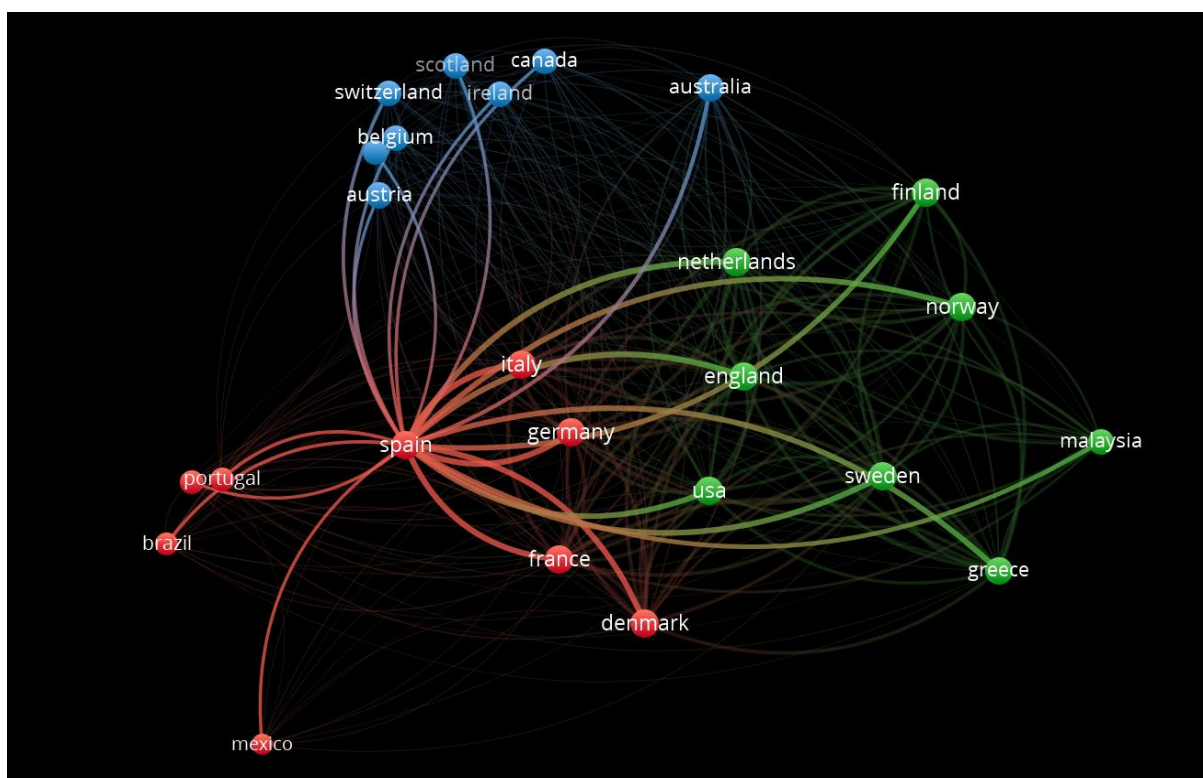 scotland
canada
switzerland
ireland
australia
belgium
austria
finland
netherlands
norway
italy
england
germany
spain
malaysia
portugal
sweden
usa
brazil
france
greece
denmark
mexico